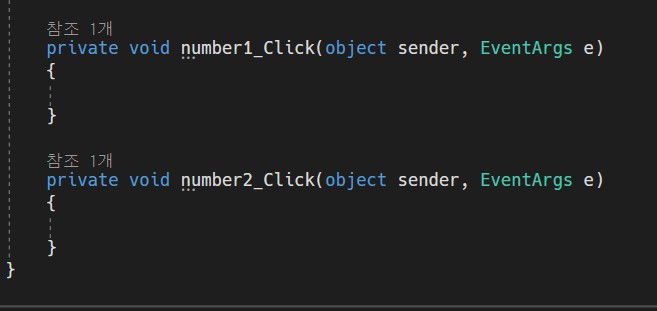 참조 1개
private void number1_Click(object sender, EventArgs e)
{
}
참조 1개
private void number2_Click(object sender, EventArgs e)
{
}
}